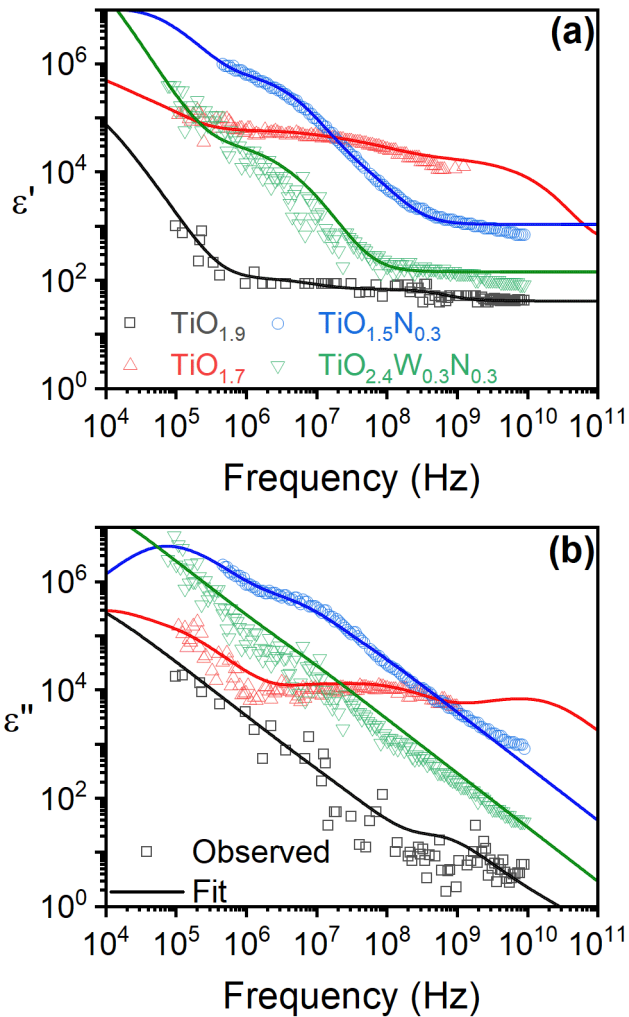 (a)
10⁶
10⁴
10²
10⁰
ε'
TiO₁.₉ TiO₁.₅N₀.₃
TiO₁.₇ TiO₂.₄W₀.₃N₀.₃
10⁴ 10⁵ 10⁶ 10⁷ 10⁸ 10⁹ 10¹⁰ 10¹¹
Frequency (Hz)
(b)
10⁶
10⁴
10²
10⁰
ε"
Observed
Fit
10⁴ 10⁵ 10⁶ 10⁷ 10⁸ 10⁹ 10¹⁰ 10¹¹
Frequency (Hz)